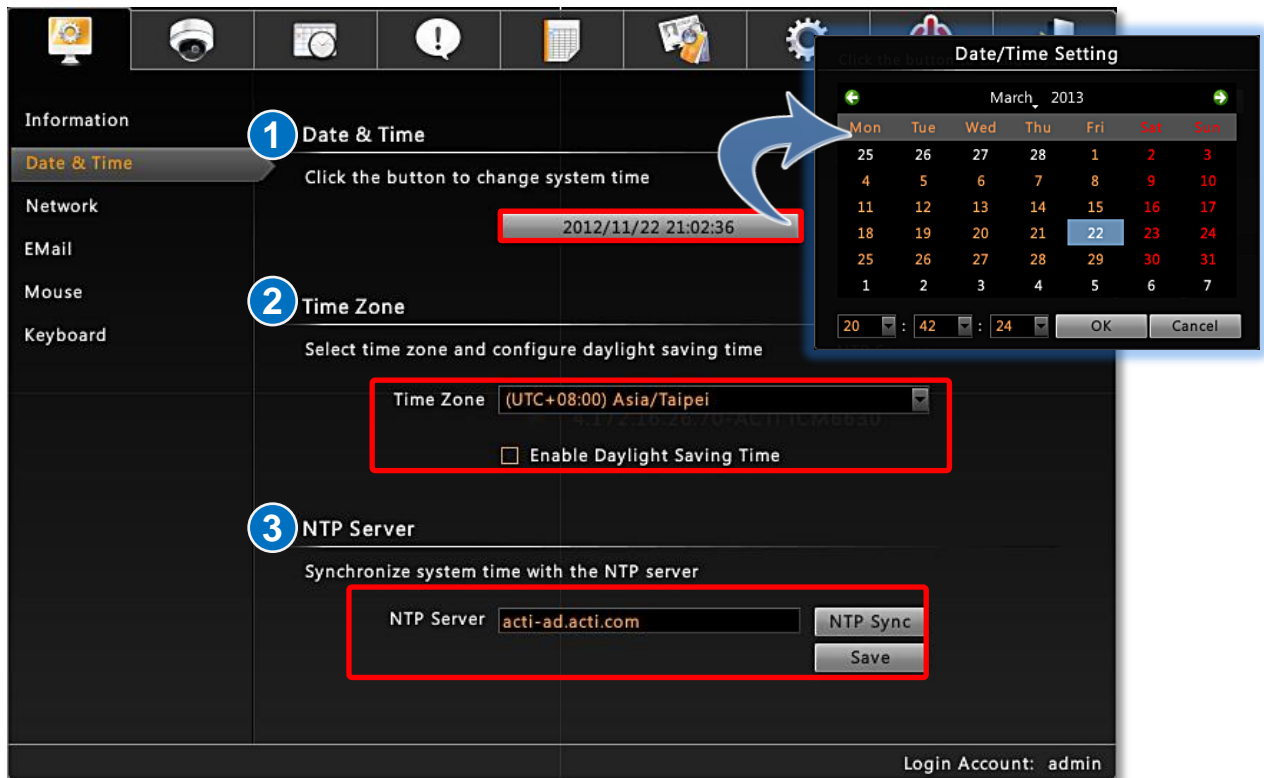 Date/Time Setting
March 2013
Mon Tue Wed Thu Fri Sat Sun
25 26 27 28 1 2 3
4 5 6 7 8 9 10
11 12 13 14 15 16 17
18 19 20 21 22 23 24
25 26 27 28 29 30 31
1 2 3 4 5 6 7
20 : 42 : 24 OK Cancel
Information
Date & Time
Network
EMail
Mouse
Keyboard
1 Date & Time
Click the button to change system time
2012/11/22 21:02:36
2 Time Zone
Select time zone and configure daylight saving time
Time Zone (UTC+08:00) Asia/Taipei
Enable Daylight Saving Time
3 NTP Server
Synchronize system time with the NTP server
NTP Server acti-ad.acti.com NTP Sync
Save
Login Account: admin